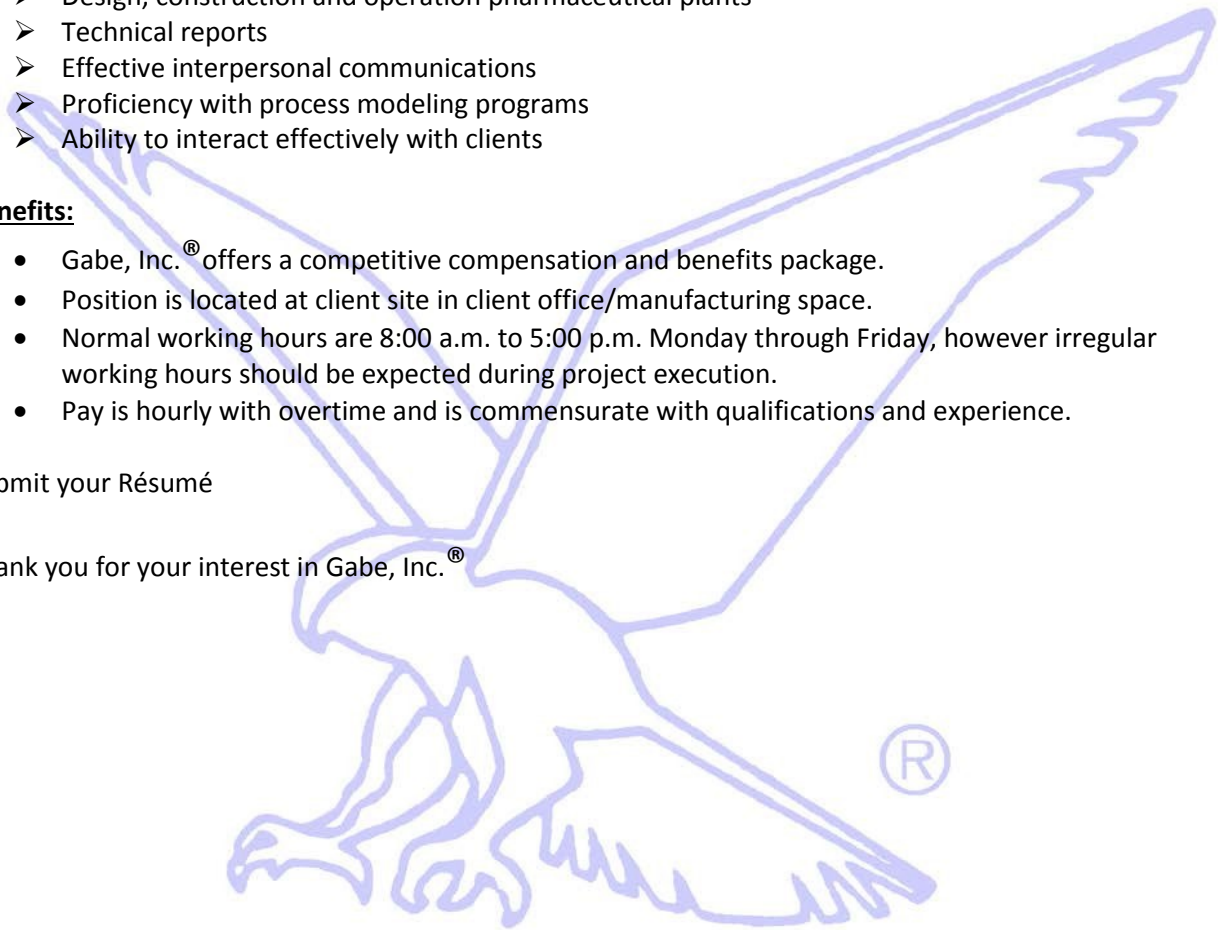 Design, construction and operation pharmaceutical plants
➢ Technical reports
➢ Effective interpersonal communications
➢ Proficiency with process modeling programs
➢ Ability to interact effectively with clients
nefits:
• Gabe, Inc.® offers a competitive compensation and benefits package.
• Position is located at client site in client office/manufacturing space.
• Normal working hours are 8:00 a.m. to 5:00 p.m. Monday through Friday, however irregular
working hours should be expected during project execution.
• Pay is hourly with overtime and is commensurate with qualifications and experience.
bmit your Résumé
ank you for your interest in Gabe, Inc.®
®